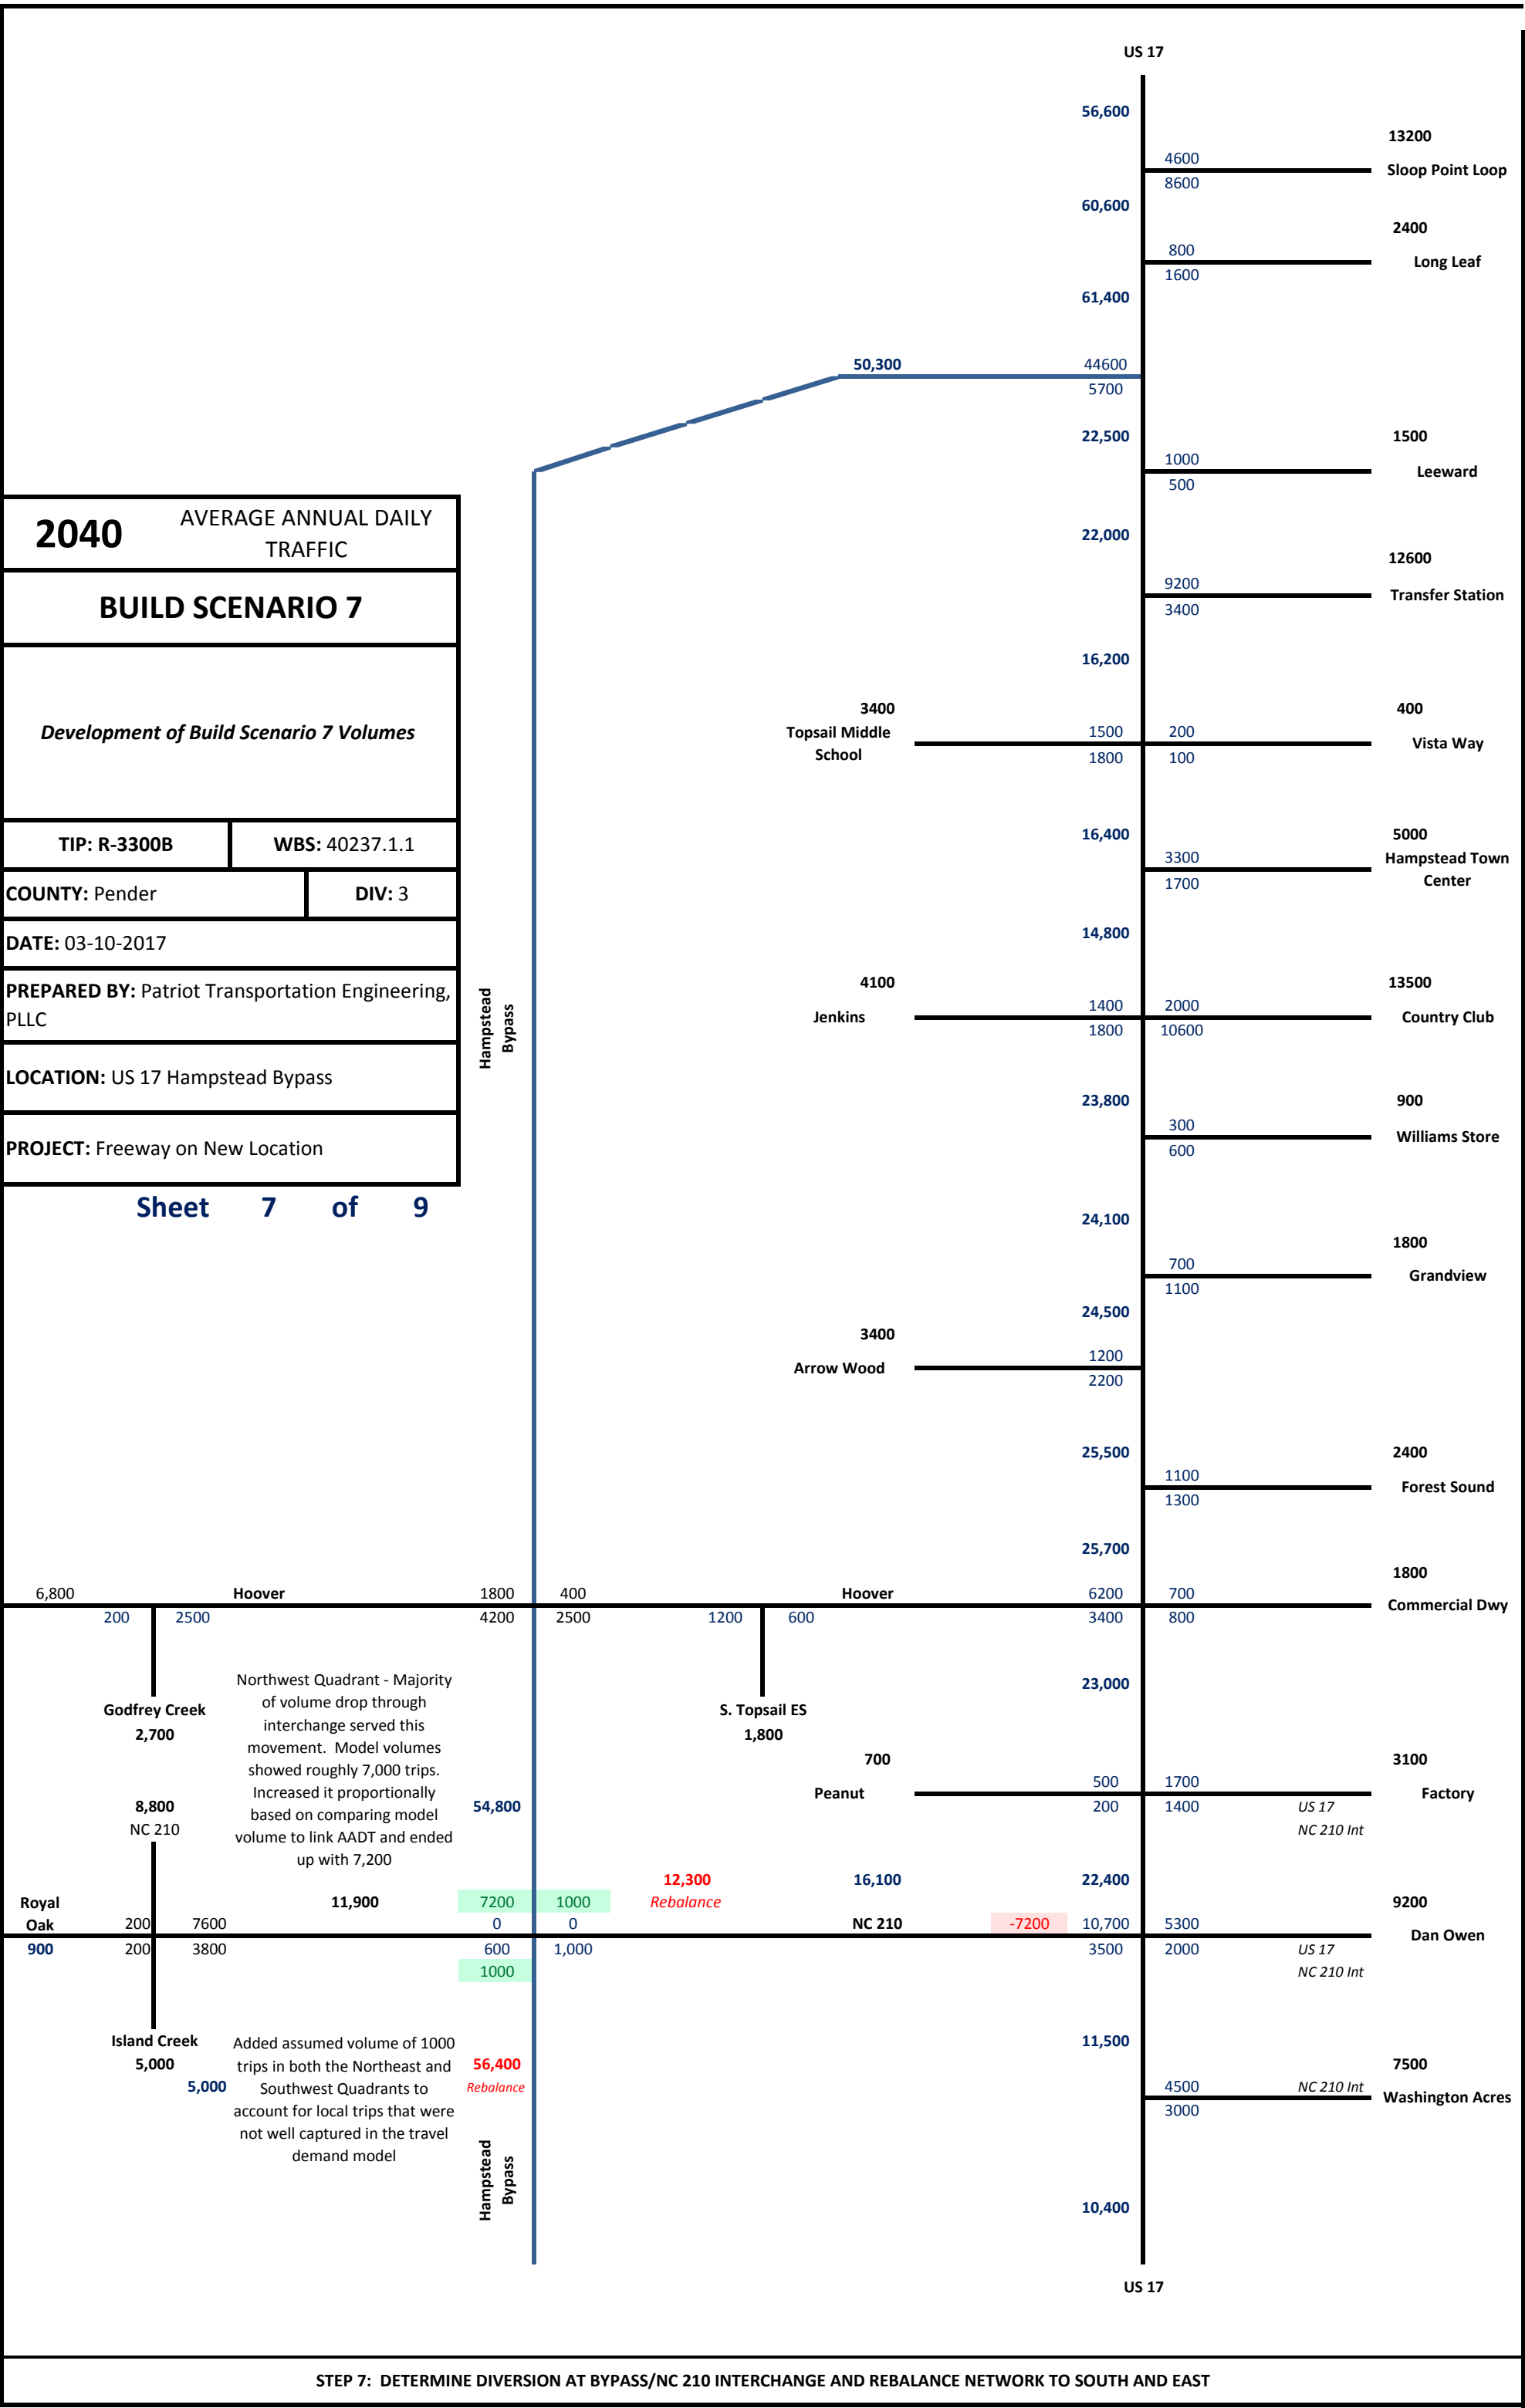 US 17
56,600
13200
4600
Sloop Point Loop
8600
60,600
2400
800
Long Leaf
1600
61,400
50,300
44600
5700
22,500
1500
1000
Leeward
500
2040
AVERAGE ANNUAL DAILY
TRAFFIC
BUILD SCENARIO 7
Development of Build Scenario 7 Volumes
TIP: R-3300B
WBS: 40237.1.1
COUNTY: Pender
DIV: 3
DATE: 03-10-2017
PREPARED BY: Patriot Transportation Engineering,
PLLC
LOCATION: US 17 Hampstead Bypass
PROJECT: Freeway on New Location
Sheet 7 of 9
Hampstead
Bypass
22,000
12600
9200
Transfer Station
3400
16,200
3400
Topsail Middle
School
1500
200
1800
100
400
Vista Way
16,400
5000
3300
Hampstead Town
Center
1700
14,800
4100
Jenkins
1400
2000
1800
10600
13500
Country Club
23,800
900
300
Williams Store
600
24,100
1800
700
Grandview
1100
24,500
3400
Arrow Wood
1200
2200
25,500
2400
1100
Forest Sound
1300
25,700
1800
6,800
Hoover
1800
400
Hoover
6200
700
Commercial Dwy
200
2500
4200
2500
1200
600
3400
800
Northwest Quadrant - Majority
of volume drop through
interchange served this
movement. Model volumes
showed roughly 7,000 trips.
Increased it proportionally
based on comparing model
volume to link AADT and ended
up with 7,200
Godfrey Creek
2,700
S. Topsail ES
1,800
23,000
700
Peanut
500
1700
200
1400
3100
Factory
US 17
NC 210 Int
8,800
NC 210
54,800
12,300
Rebalance
16,100
22,400
9200
Royal
Oak
900
11,900
7200
1000
200
7600
0
0
NC 210
-7200
10,700
5300
Dan Owen
200
3800
600
1,000
3500
2000
US 17
NC 210 Int
1000
Island Creek
5,000
5,000
Added assumed volume of 1000
trips in both the Northeast and
Southwest Quadrants to
account for local trips that were
not well captured in the travel
demand model
56,400
Rebalance
Hampstead
Bypass
11,500
7500
4500
NC 210 Int
Washington Acres
3000
10,400
US 17
STEP 7: DETERMINE DIVERSION AT BYPASS/NC 210 INTERCHANGE AND REBALANCE NETWORK TO SOUTH AND EAST